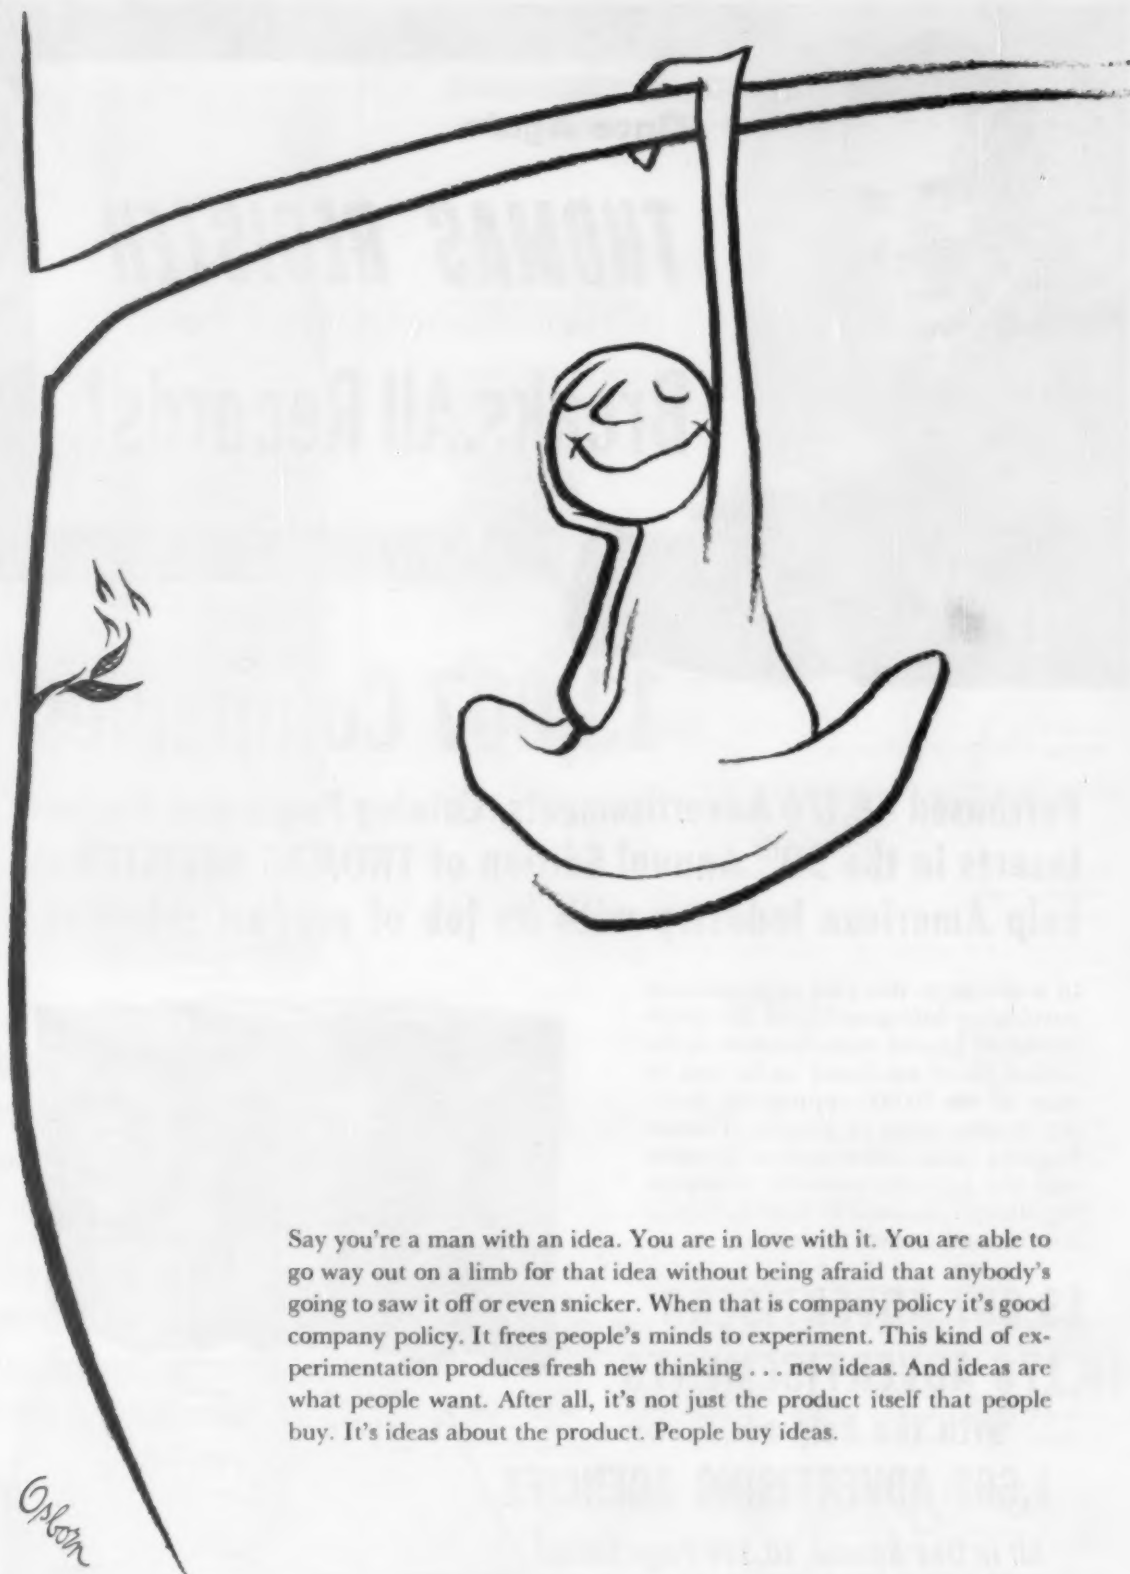 Say you're a man with an idea. You are in love with it. You are able to
go way out on a limb for that idea without being afraid that anybody's
going to saw it off or even snicker. When that is company policy it's good
company policy. It frees people's minds to experiment. This kind of ex-
perimentation produces fresh new thinking . . . new ideas. And ideas are
what people want. After all, it's not just the product itself that people
buy. It's ideas about the product. People buy ideas.
Osborn